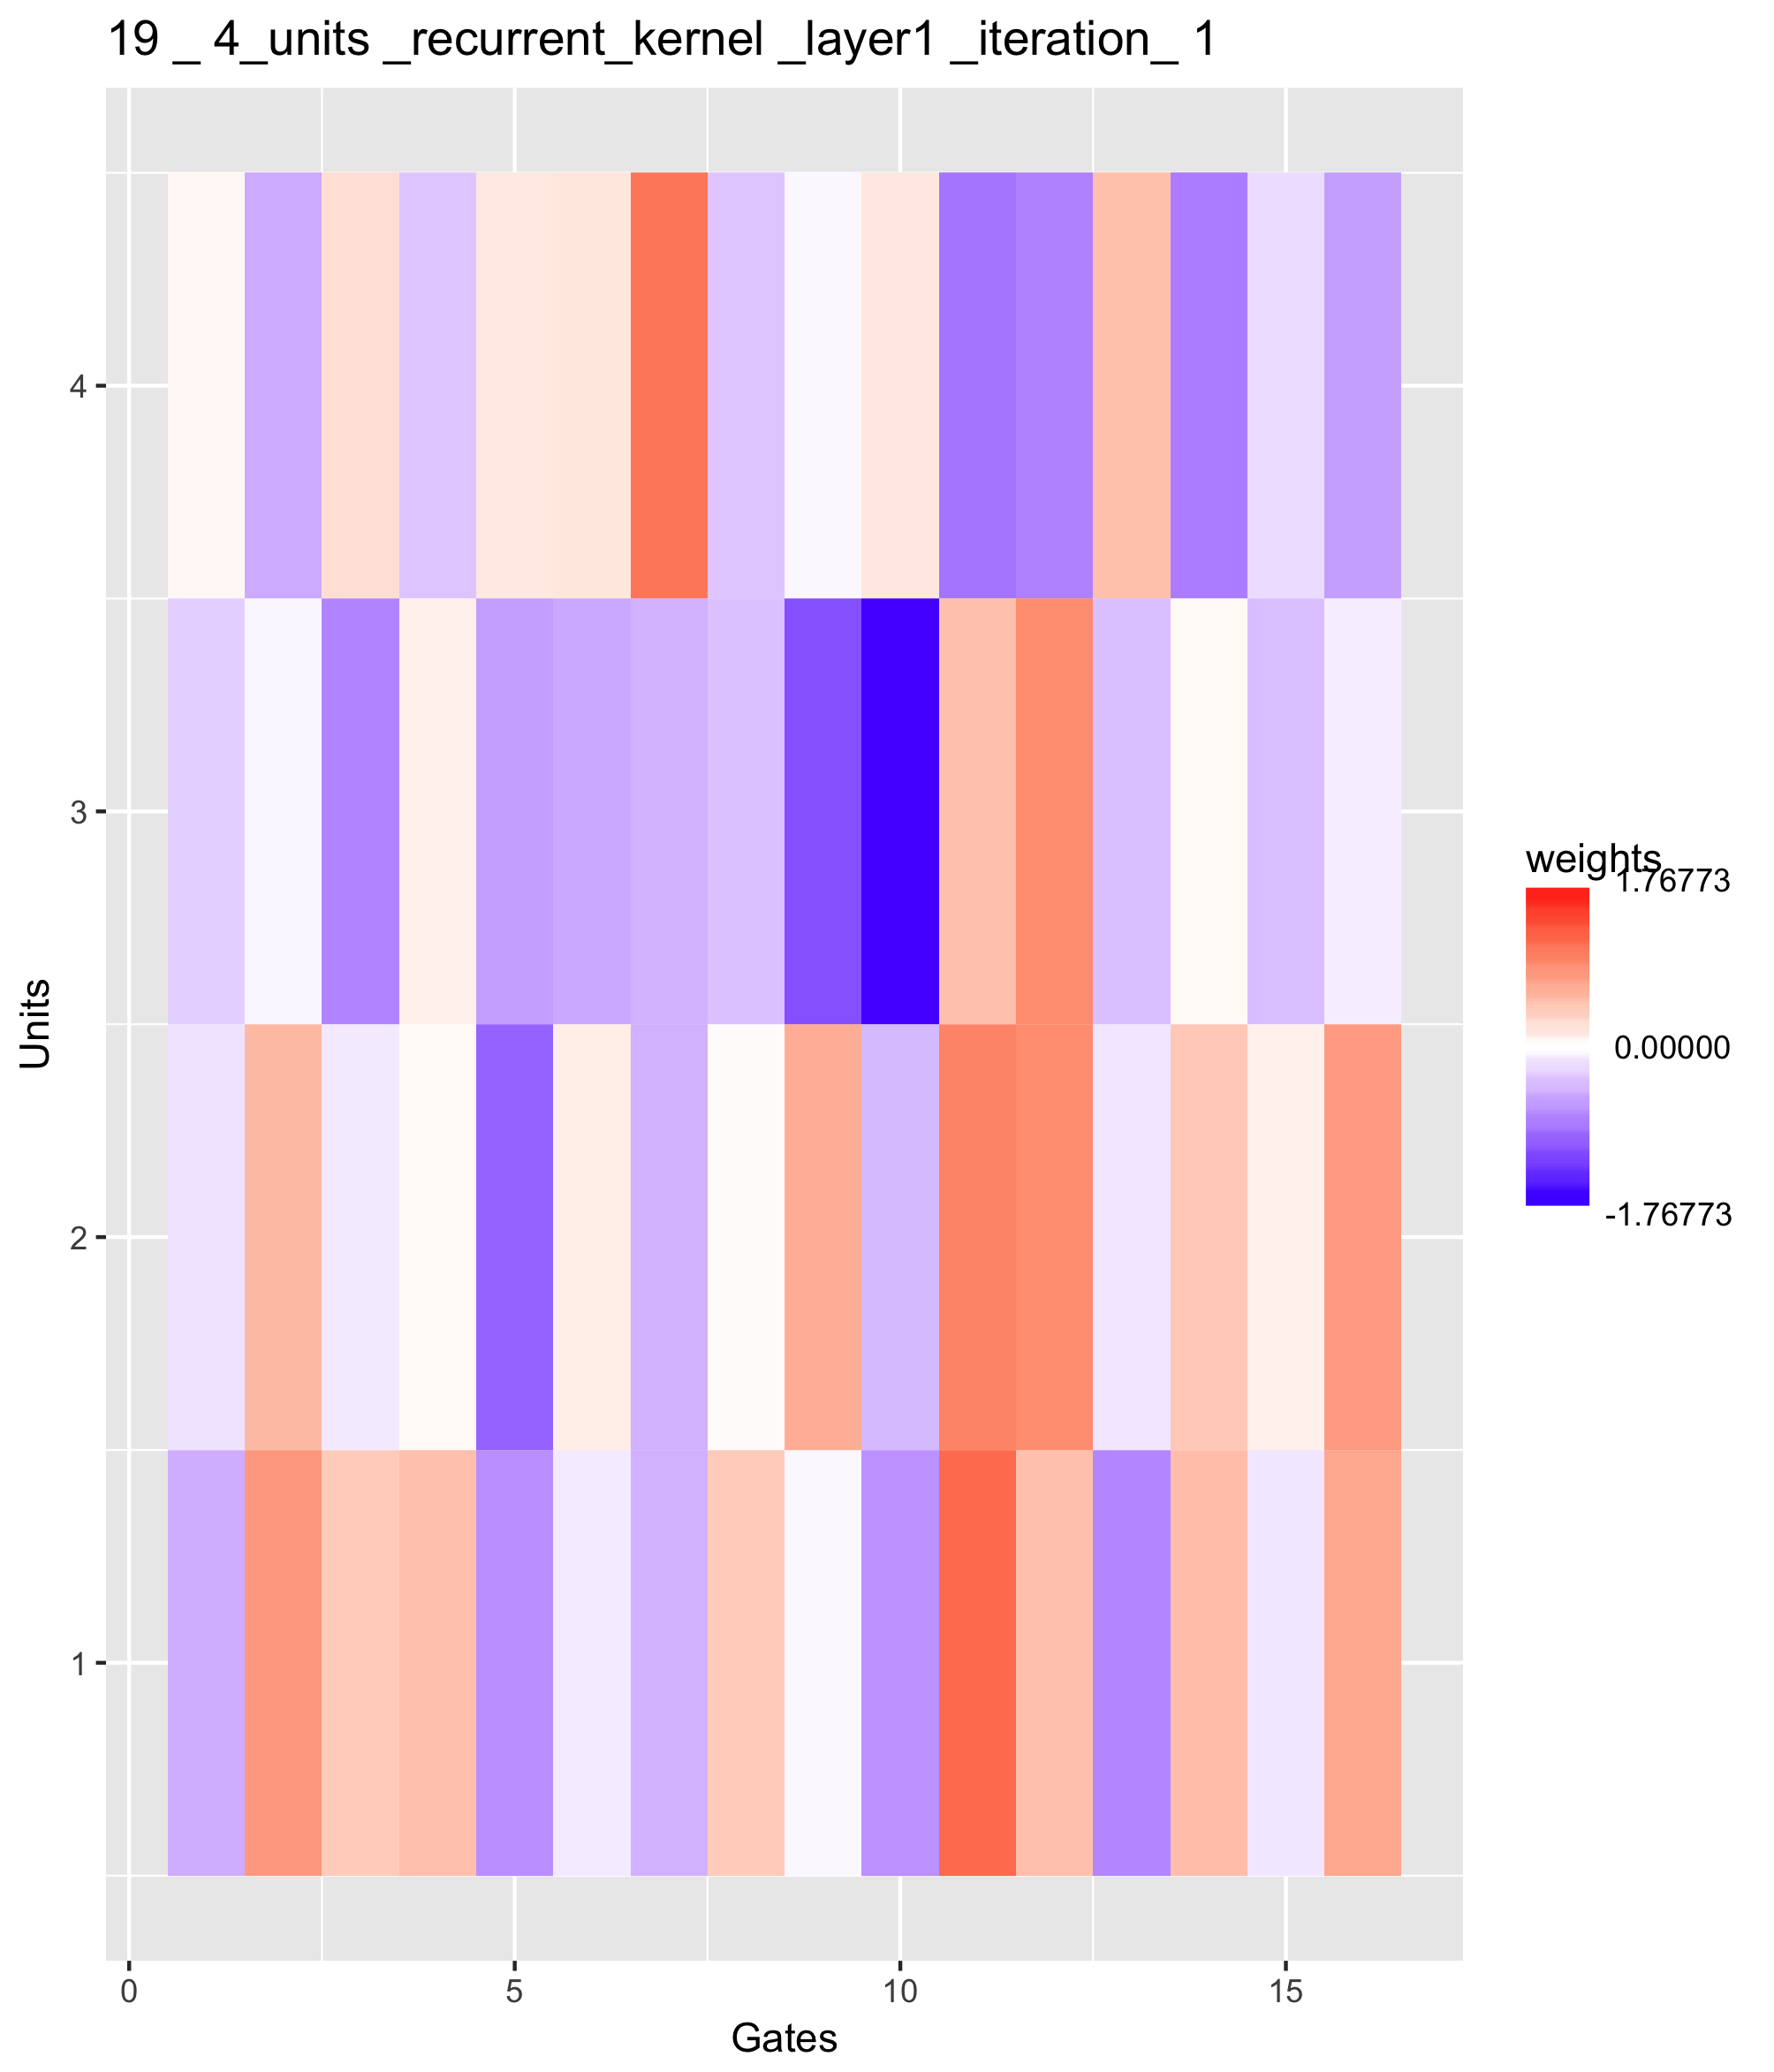 19 _ 4_units _recurrent_kernel _layer1 _iteration_ 1
Units
4
3
2
1
0
5
10
15
Gates
weights
1.76773
0.00000
-1.76773